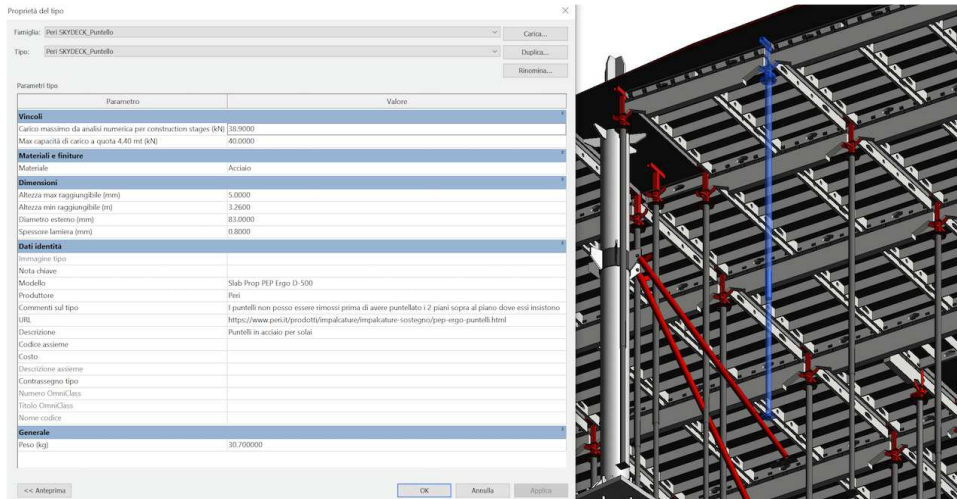 Proprietà del tipo
Famiglia: Peri SKYDECK_Puntello Carica...
Tipo: Peri SKYDECK_Puntello Duplica...
Rinomina...
Parametri tipo
Parametro Valore
Vincoli
Carico massimo da analisi numerica per construction stages (kN) 38.9000
Max capacità di carico a quota 4,40 mt (kN) 40.0000
Materiali e finiture
Materiale Acciaio
Dimensioni
Altezza max raggiungibile (mm) 5.0000
Altezza min raggiungibile (m) 3.2600
Diametro esterno (mm) 83.0000
Spessore lamiera (mm) 0.8000
Dati identità
Immagine tipo
Nota chiave
Modello Slab Prop PEP Ergo D-500
Produttore Peri
Commenti sul tipo I puntelli non posso essere rimossi prima di avere puntellato i 2 piani sopra al piano dove essi insistono
URL https://www.peri.it/prodotti/impalcature/impalcature-sostegno/pep-ergo-puntelli.html
Descrizione Puntelli in acciaio per solai
Codice assieme
Costo
Descrizione assieme
Contrassegno tipo
Numero OmniClass
Titolo OmniClass
Nome codice
Generale
Peso (kg) 30.700000
<< Anteprima OK Annulla Applica